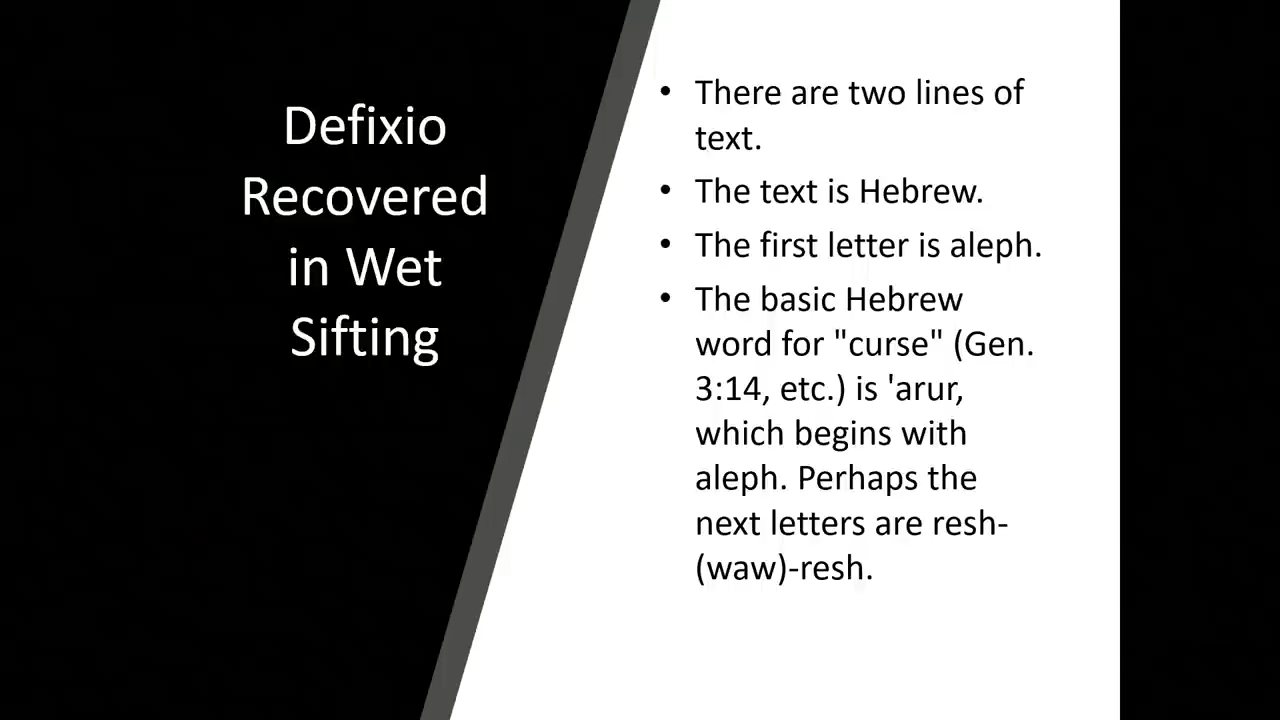 Defixio
Recovered
in Wet
Sifting
• There are two lines of
text.
• The text is Hebrew.
• The first letter is aleph.
• The basic Hebrew
word for "curse" (Gen.
3:14, etc.) is 'arur,
which begins with
aleph. Perhaps the
next letters are resh-
(waw)-resh.